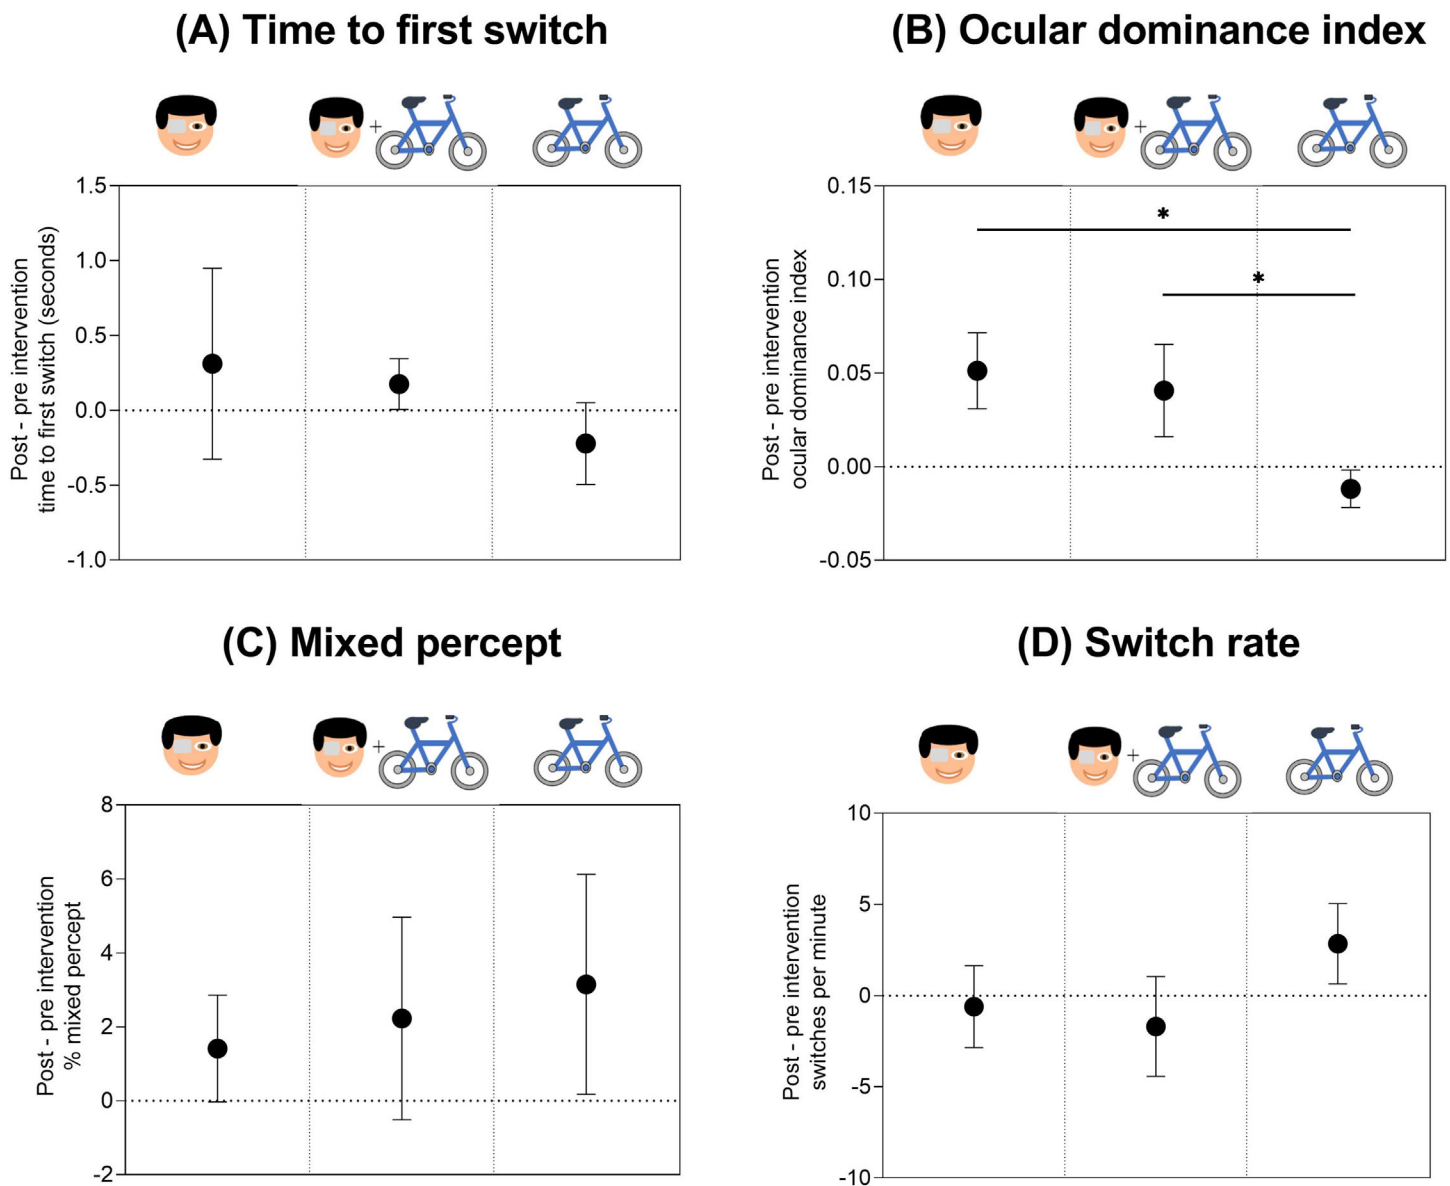 (A) Time to first switch
+
1.5
1.0
0.5
0.0
-0.5
-1.0
Post - pre intervention
time to first switch (seconds)
(B) Ocular dominance index
+
0.15
0.10
0.05
0.00
-0.05
Post - pre intervention
ocular dominance index
*
*
(C) Mixed percept
+
8
6
4
2
0
-2
Post - pre intervention
% mixed percept
(D) Switch rate
+
10
5
0
-5
-10
Post - pre intervention
switches per minute